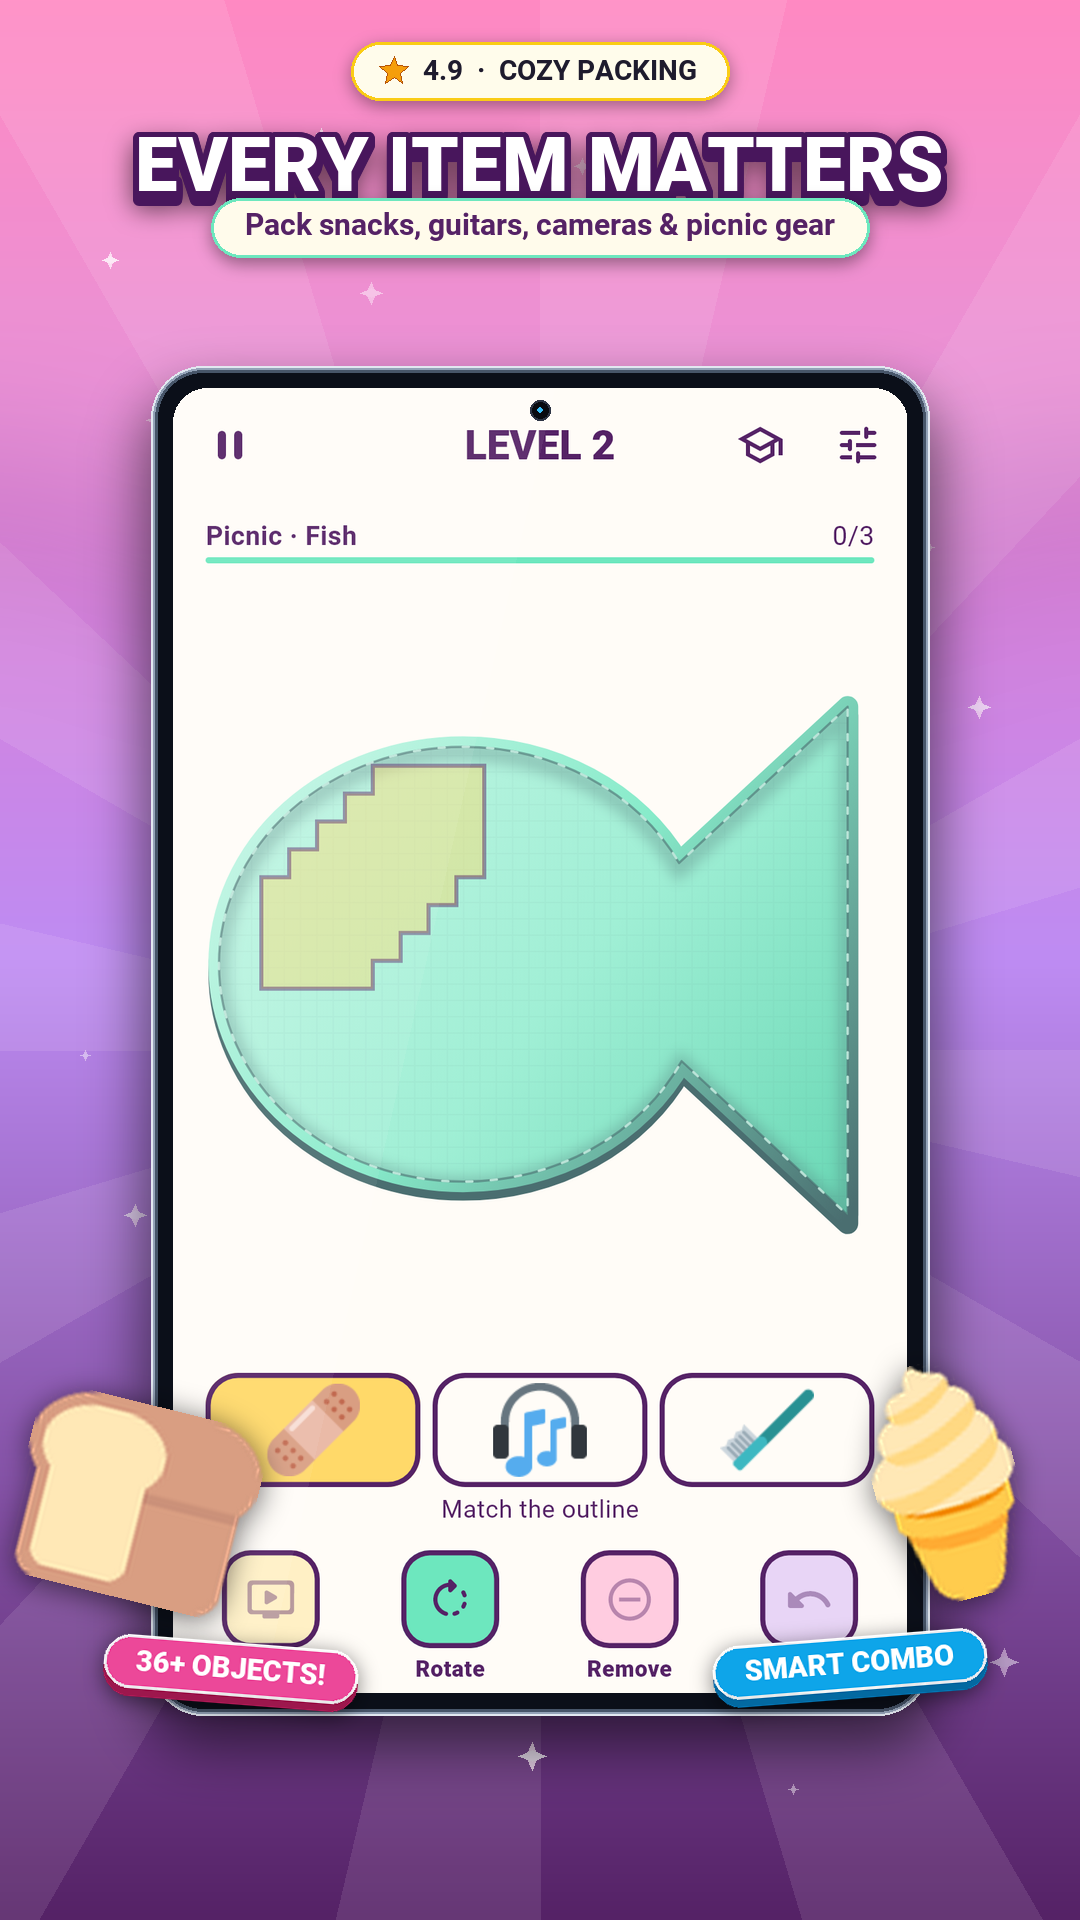 4.9 · COZY PACKING
EVERY ITEM MATTERS
Pack snacks, guitars, cameras & picnic gear
LEVEL 2
Picnic · Fish
0/3
Match the outline
Rotate
Remove
36+ OBJECTS!
SMART COMBO